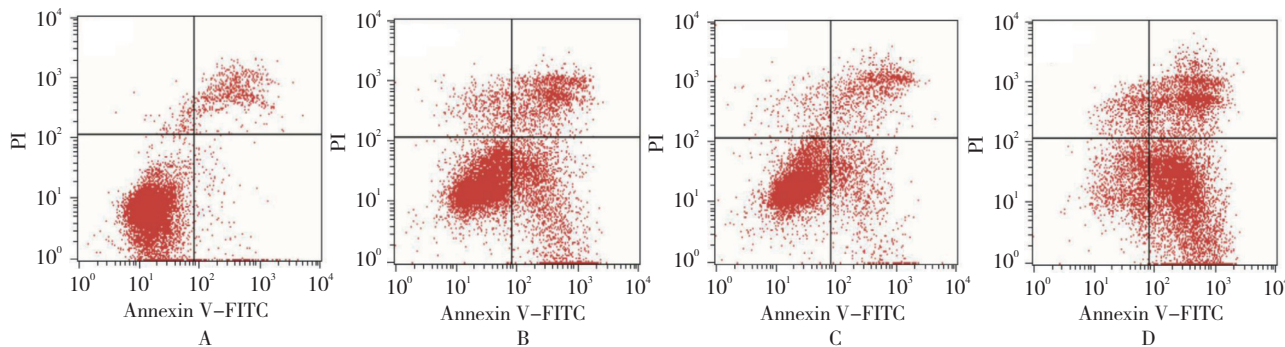 10⁴ 10⁴ 10⁴ 10⁴
10³ 10³ 10³ 10³
PI PI PI PI
10² 10² 10² 10²
10¹ 10¹ 10¹ 10¹
10⁰ 10⁰ 10⁰ 10⁰
10⁰ 10¹ 10² 10³ 10⁴ 10⁰ 10¹ 10² 10³ 10⁴ 10⁰ 10¹ 10² 10³ 10⁴ 10⁰ 10¹ 10² 10³ 10⁴
Annexin V-FITC Annexin V-FITC Annexin V-FITC Annexin V-FITC
A B C D